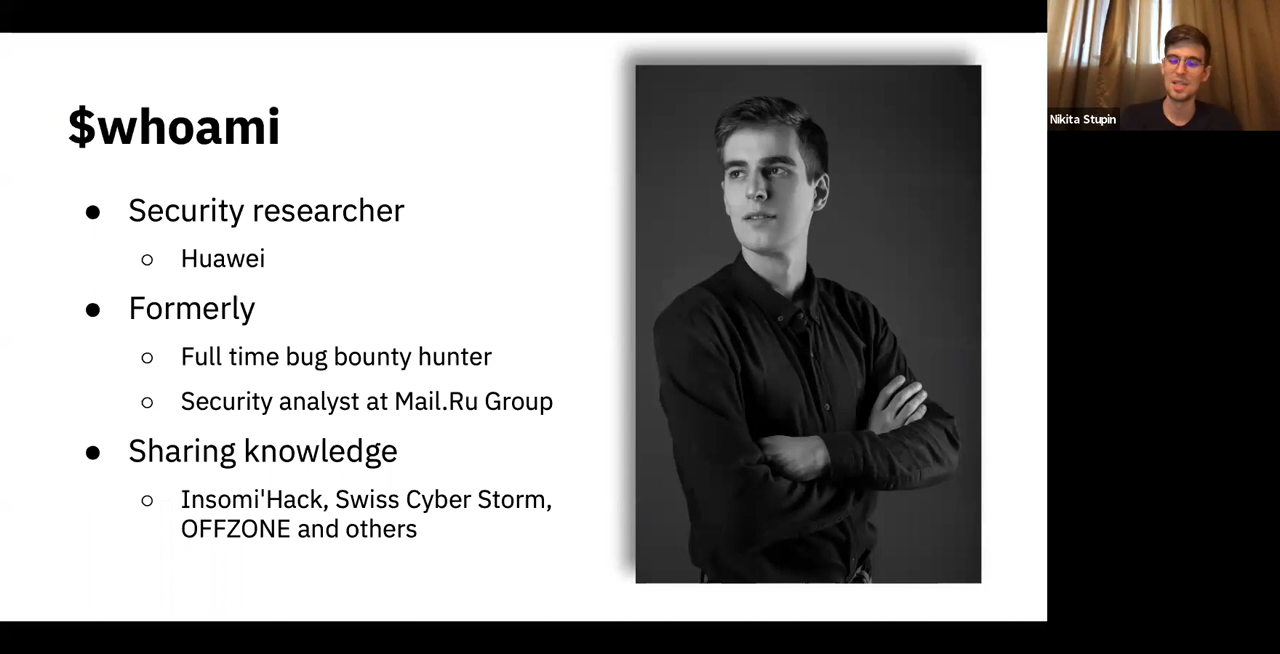 $whoami
● Security researcher
○ Huawei
● Formerly
○ Full time bug bounty hunter
○ Security analyst at Mail.Ru Group
● Sharing knowledge
○ Insomi'Hack, Swiss Cyber Storm,
OFFZONE and others
Nikita Stupin